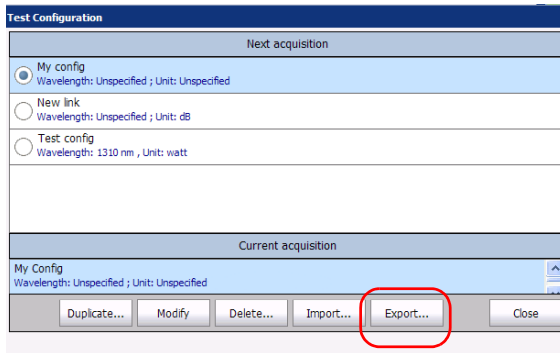 Test Configuration
Next acquisition
My config
Wavelength: Unspecified ; Unit: Unspecified
New link
Wavelength: Unspecified ; Unit: dB
Test config
Wavelength: 1310 nm , Unit: watt
Current acquisition
My Config
Wavelength: Unspecified ; Unit: Unspecified
Duplicate... Modify Delete... Import... Export... Close